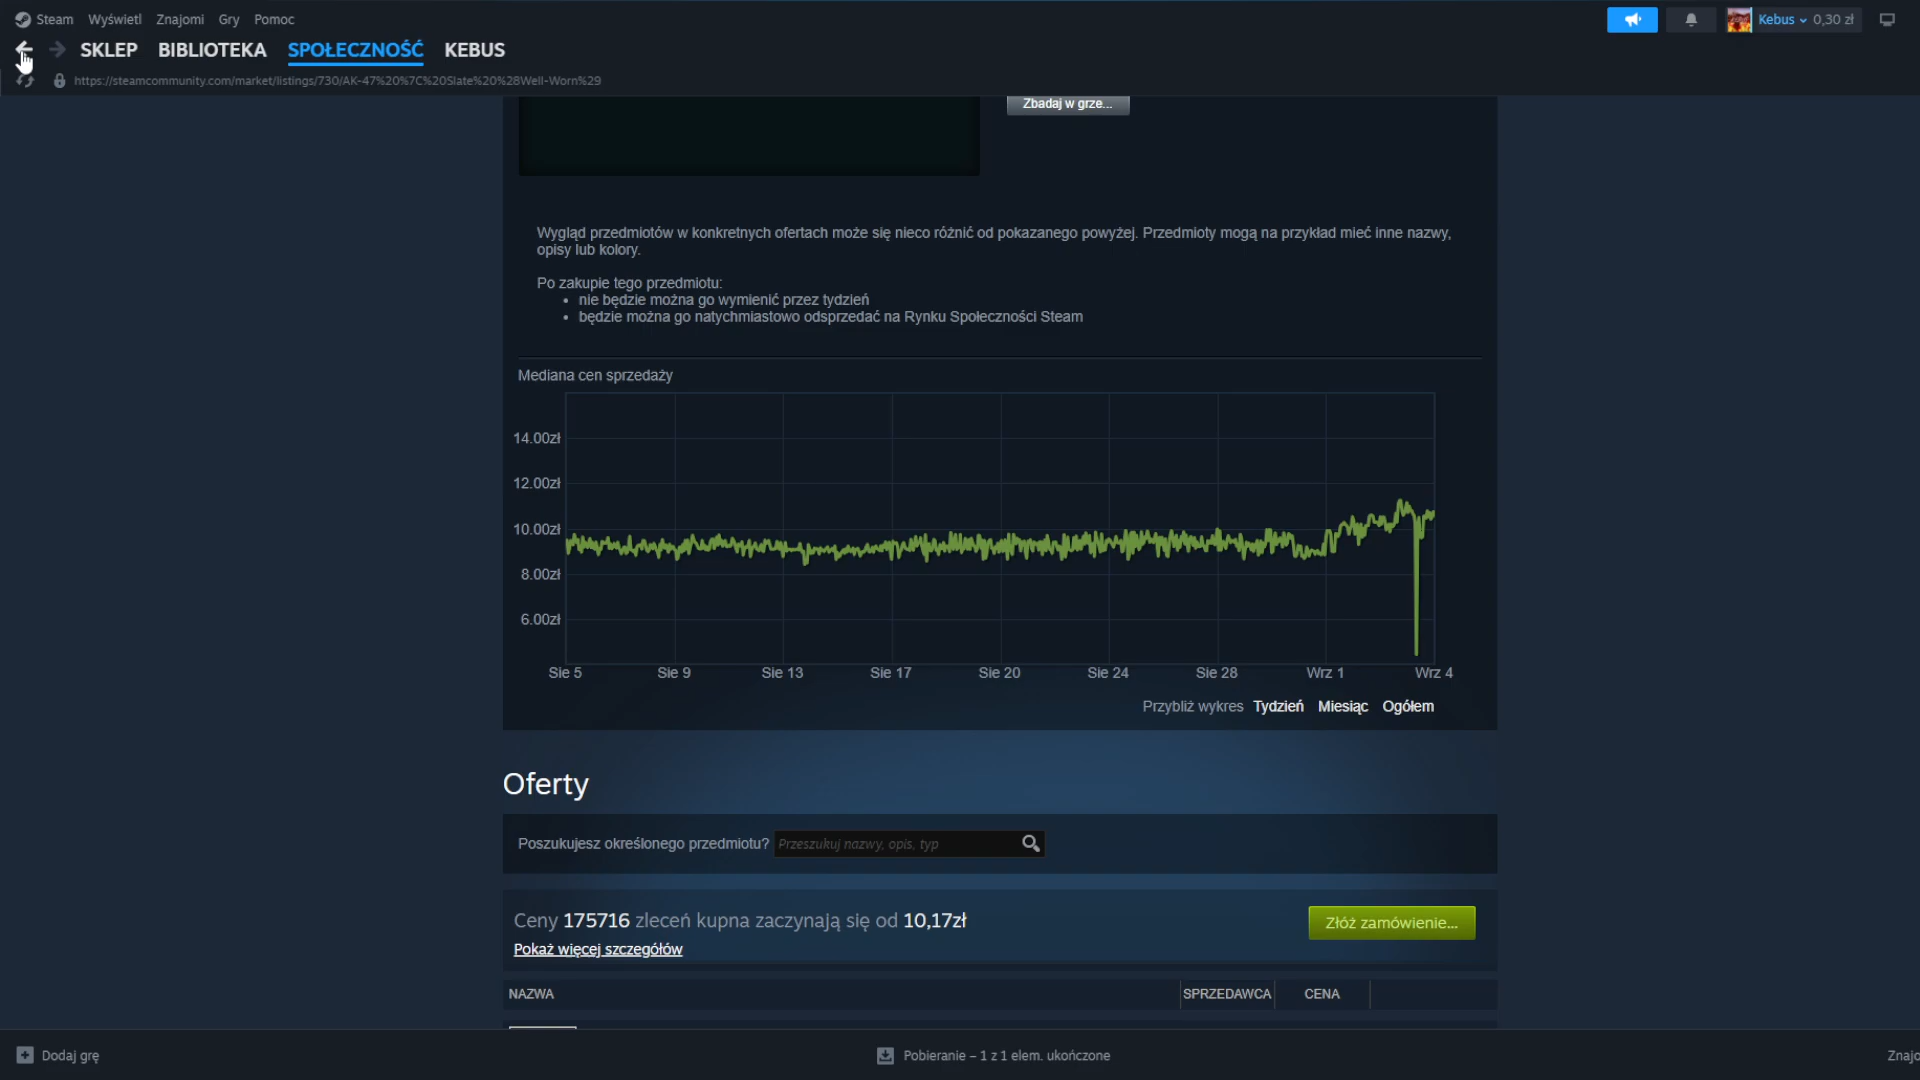 Steam Wyświetl Znajomi Gry Pomoc
Kebus 0,30 zł
SKLEP BIBLIOTEKA SPOŁECZNOŚĆ KEBUS
https://steamcommunity.com/market/listings/730/AK-47%20%7C%20Slate%20%28Well-Worn%29
Zbadaj w grze...
Wygląd przedmiotów w konkretnych ofertach może się nieco różnić od pokazanego powyżej. Przedmioty mogą na przykład mieć inne nazwy,
opisy lub kolory.
Po zakupie tego przedmiotu:
• nie będzie można go wymienić przez tydzień
• będzie można go natychmiastowo odsprzedać na Rynku Społeczności Steam
Mediana cen sprzedaży
14.00zł
12.00zł
10.00zł
8.00zł
6.00zł
Sie 5 Sie 9 Sie 13 Sie 17 Sie 20 Sie 24 Sie 28 Wrz 1 Wrz 4
Przybliż wykres Tydzień Miesiąc Ogółem
Oferty
Poszukujesz określonego przedmiotu? Przeszukuj nazwy, opis, typ
Ceny 175716 zleceń kupna zaczynają się od 10,17zł
Złóż zamówienie...
Pokaż więcej szczegółów
NAZWA SPRZEDAWCA CENA
Dodaj grę
Pobieranie – 1 z 1 elem. ukończone
Znajo